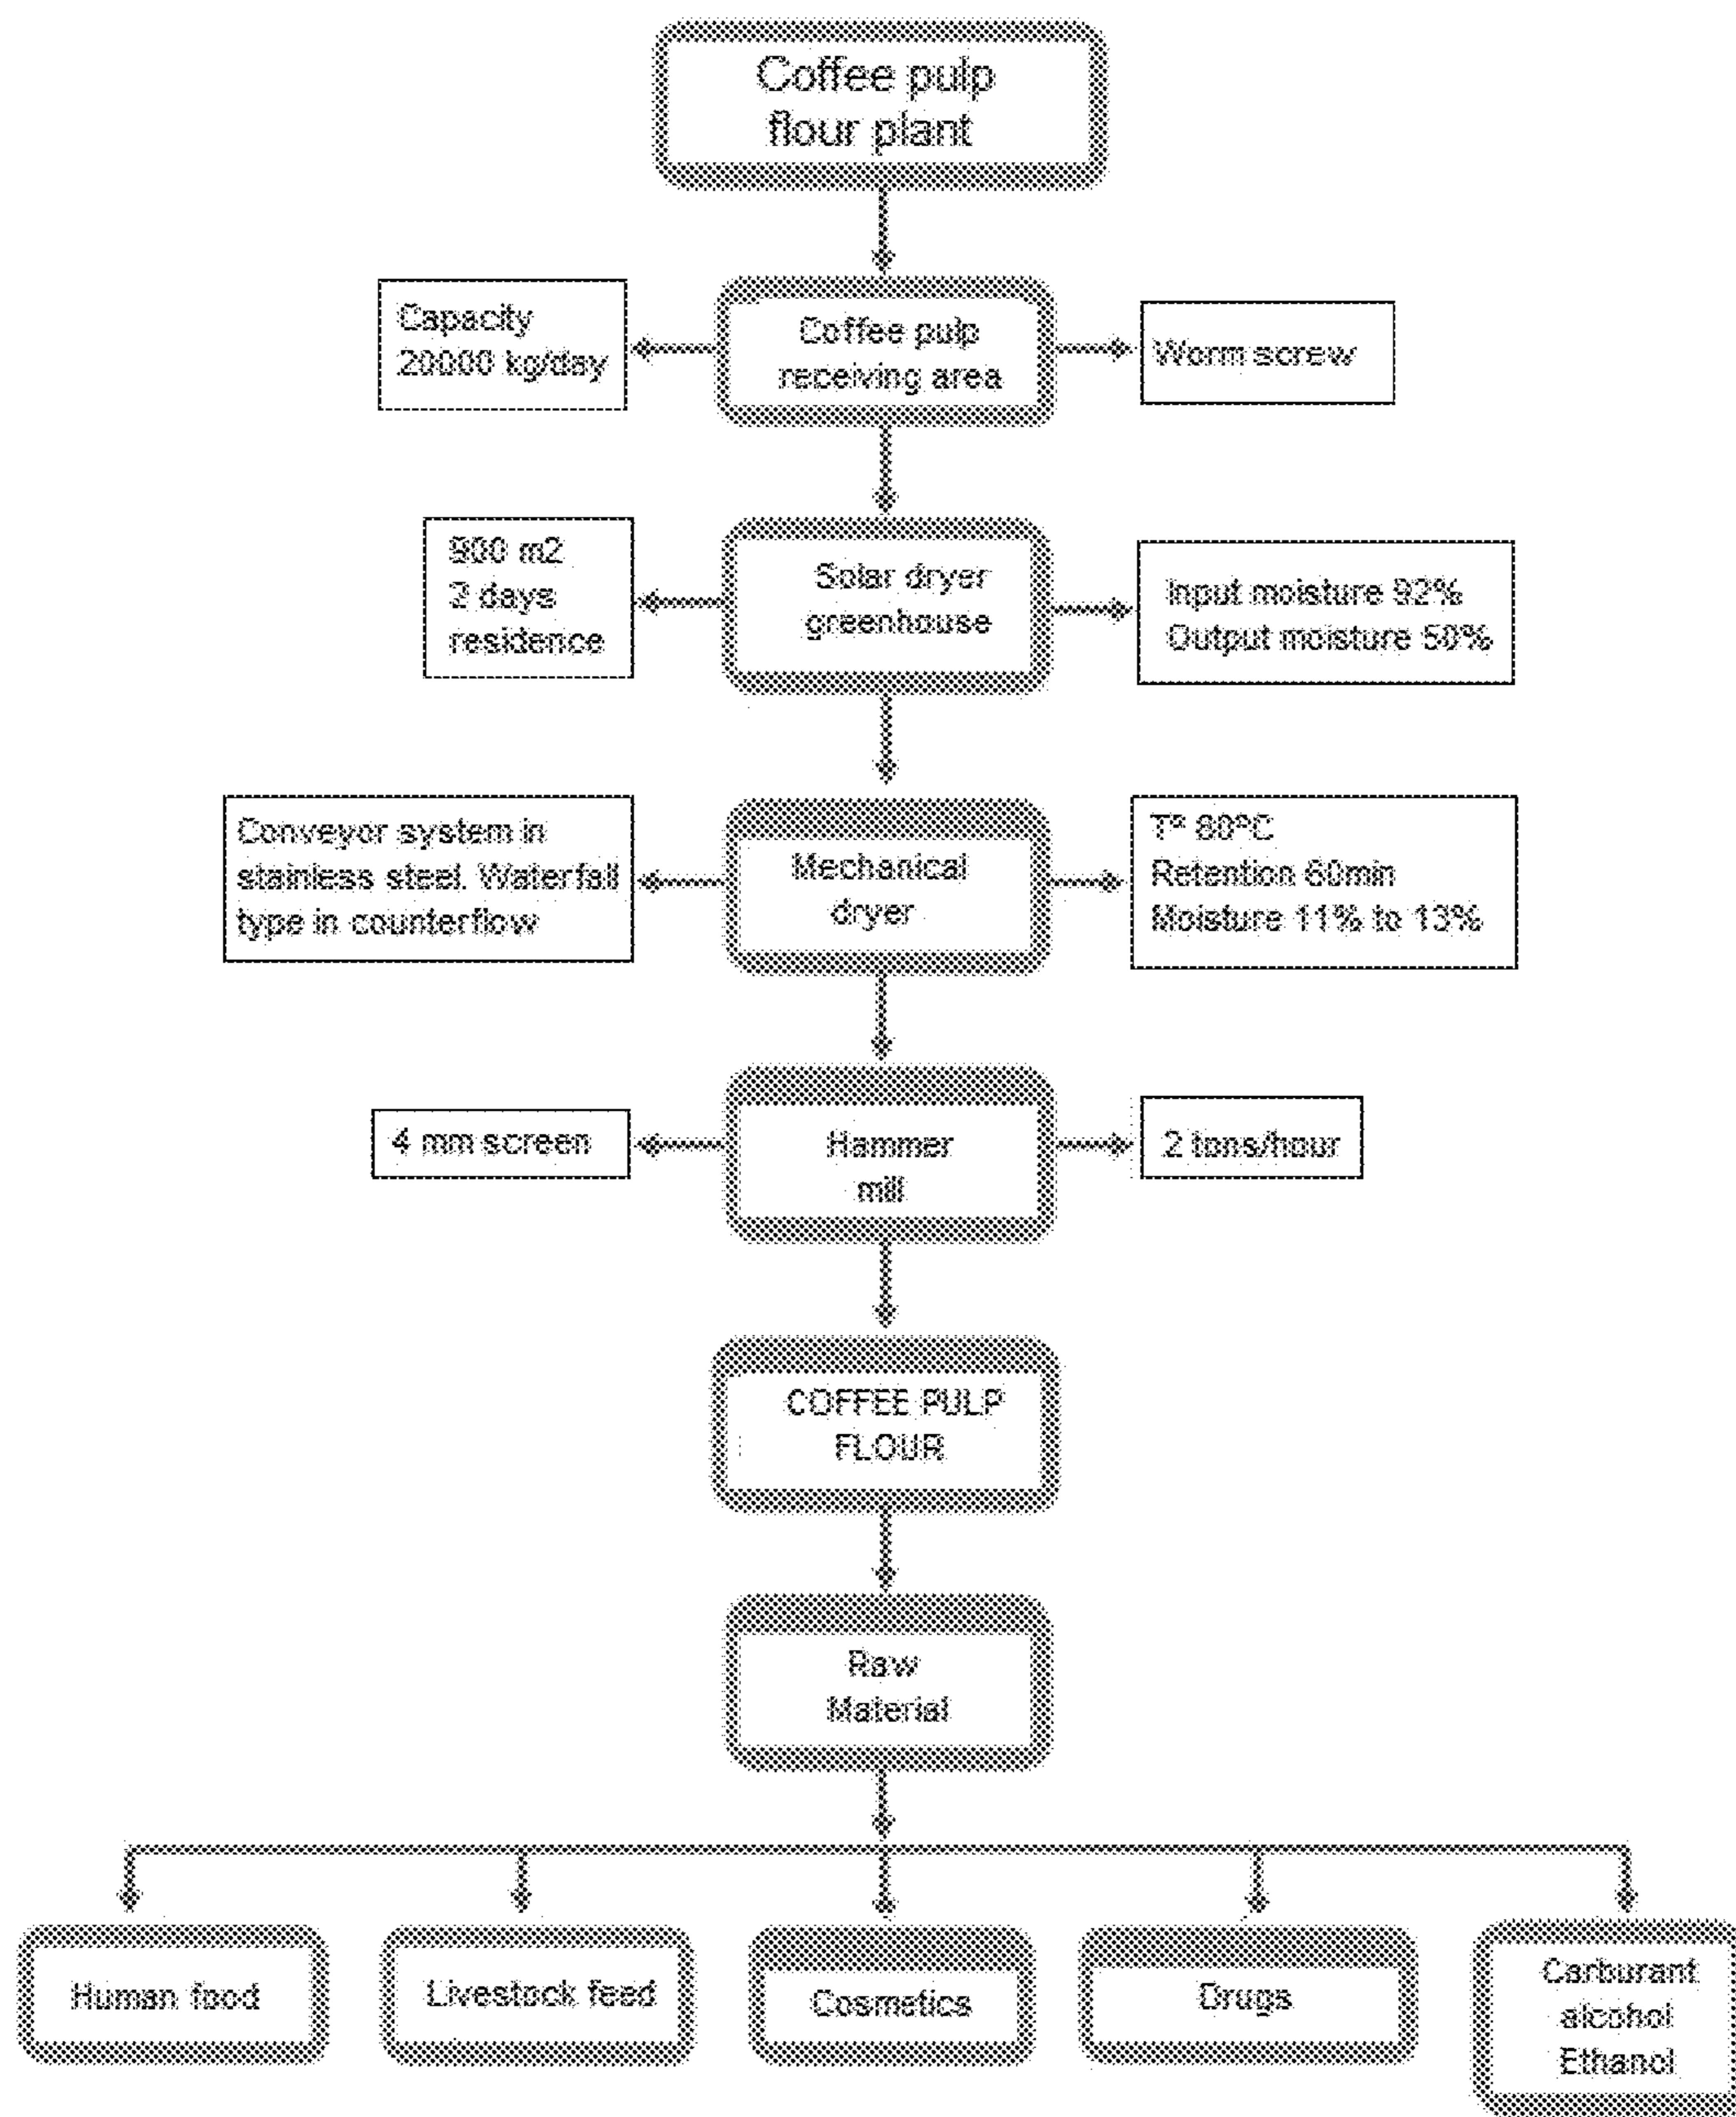 Coffee pulp
flour plant
Capacity
20000 kg/day
Coffee pulp
receiving area
Worm screw
900 m2
2 days
residence
Solar dryer
greenhouse
Input moisture 92%
Output moisture 50%
Conveyor system in
stainless steel. Waterfall
type in counterflow
Mechanical
dryer
Retention 60min
Moisture 11% to 13%
4 mm screen
Hammer
mill
2 tons/hour
COFFEE PULP
FLOUR
Raw
Material
Human food
Livestock feed
Cosmetics
Drugs
Carburant
alcohol
Ethanol